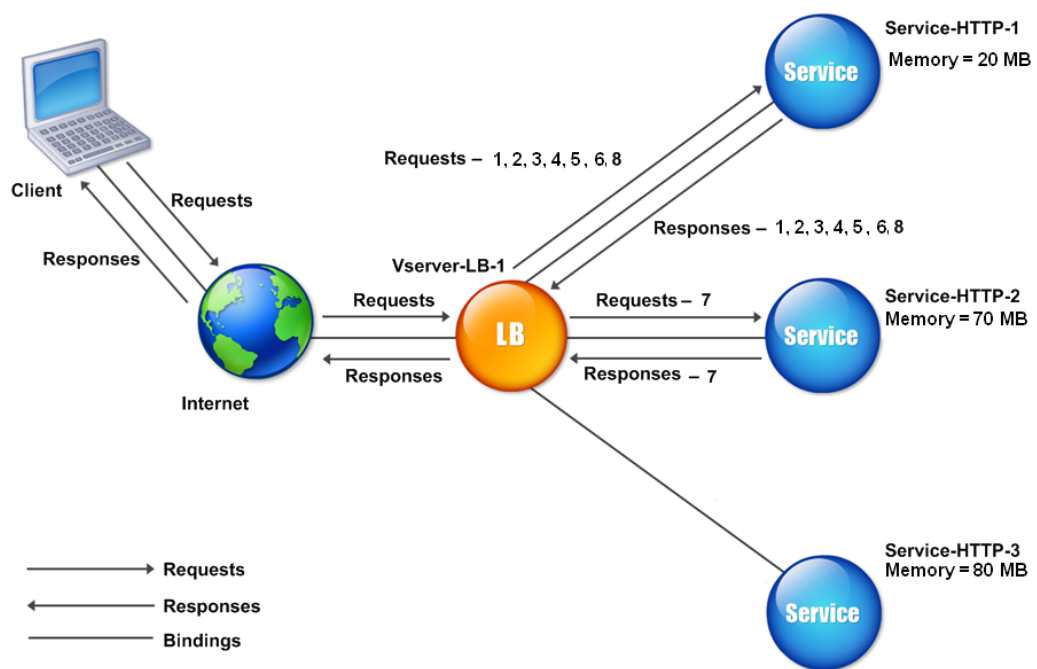 Service-HTTP-1
Memory = 20 MB
Service
Requests – 1, 2, 3, 4, 5, 6, 8
Client
Requests
Responses – 1, 2, 3, 4, 5, 6, 8
Responses
Vserver-LB-1
Service-HTTP-2
Memory = 70 MB
Requests
Requests – 7
LB
Service
Responses
Responses – 7
Internet
Service-HTTP-3
Memory = 80 MB
Service
Requests
Responses
Bindings